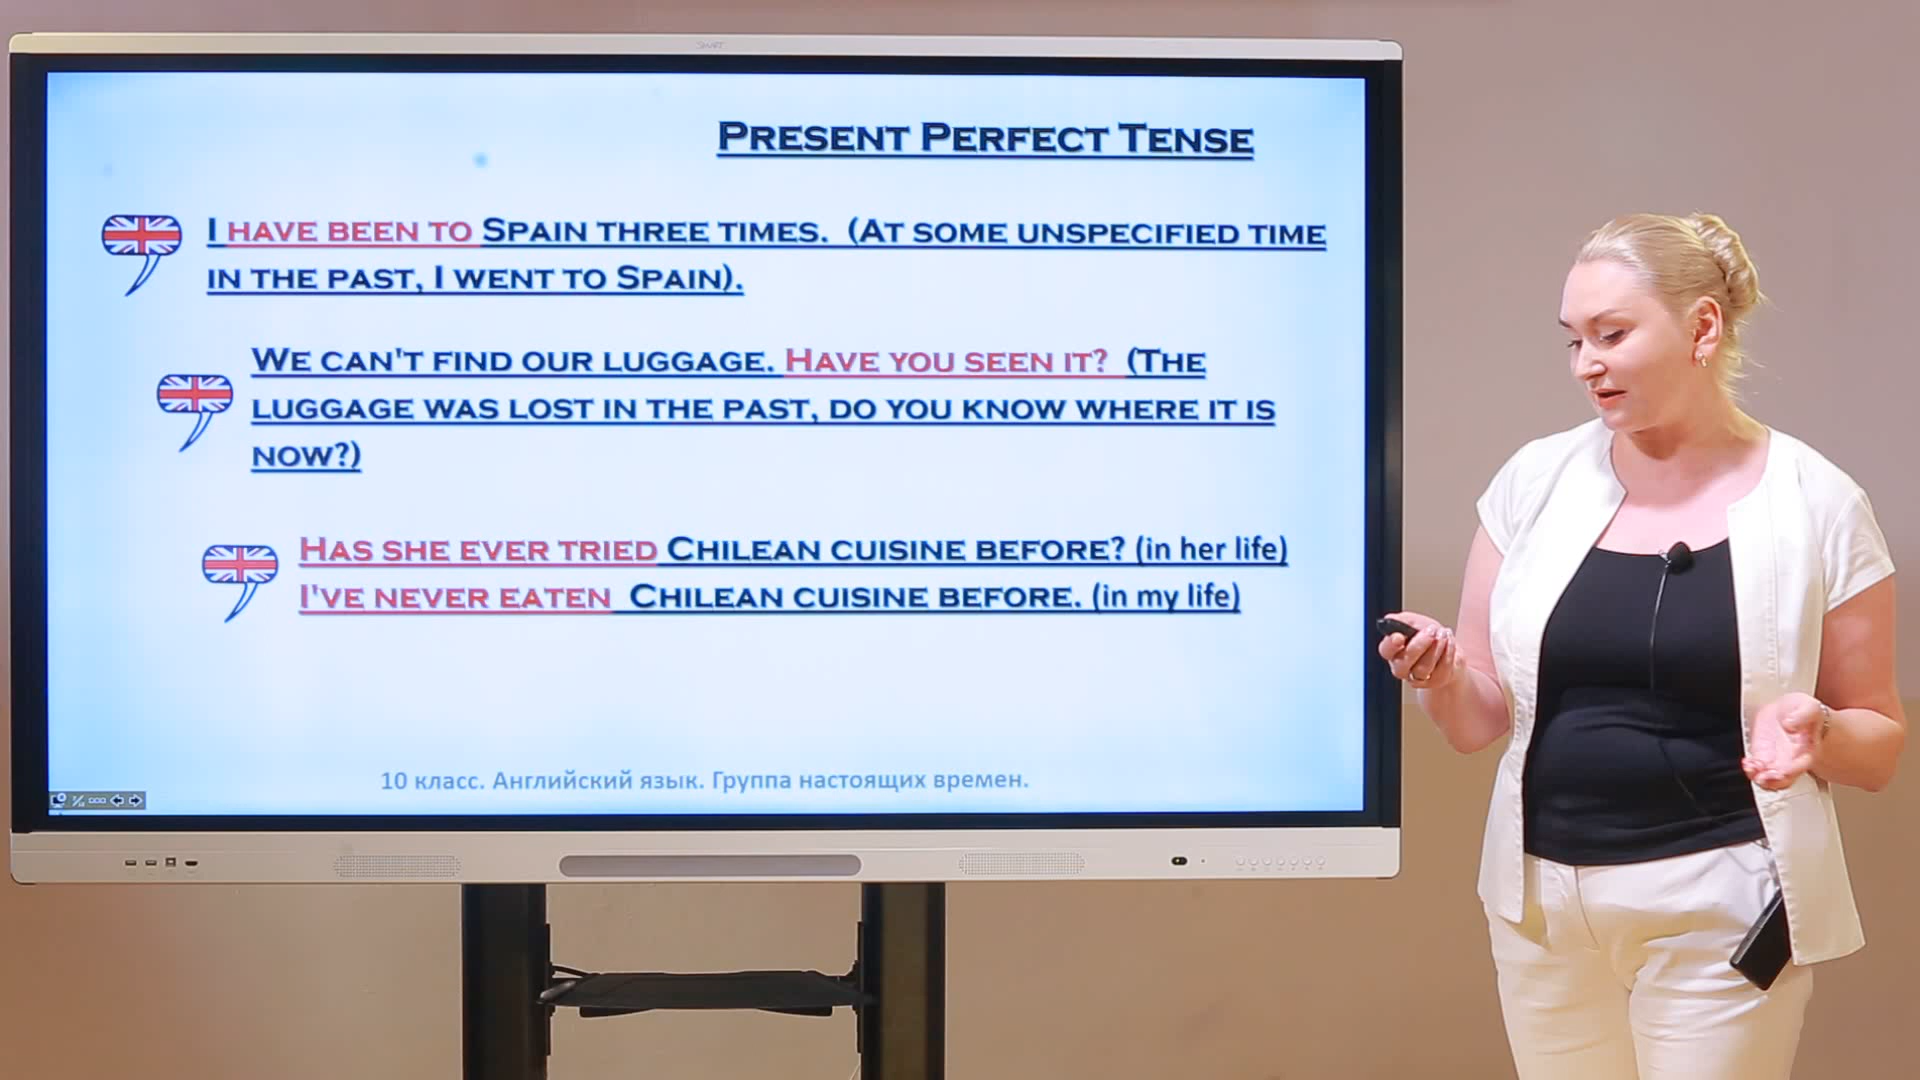 SMART
PRESENT PERFECT TENSE
I HAVE BEEN TO SPAIN THREE TIMES. (AT SOME UNSPECIFIED TIME
IN THE PAST, I WENT TO SPAIN).
WE CAN'T FIND OUR LUGGAGE. HAVE YOU SEEN IT? (THE
LUGGAGE WAS LOST IN THE PAST, DO YOU KNOW WHERE IT IS
NOW?)
HAS SHE EVER TRIED CHILEAN CUISINE BEFORE? (in her life)
I'VE NEVER EATEN CHILEAN CUISINE BEFORE. (in my life)
10 класс. Английский язык. Группа настоящих времен.